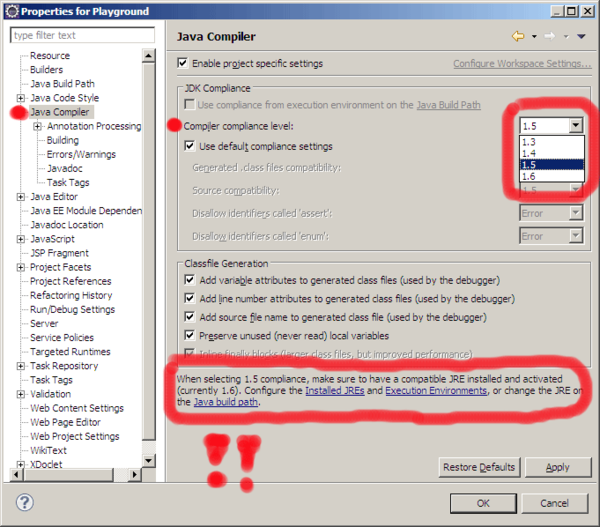 Properties for Playground
type filter text
Resource
Builders
Java Build Path
Java Code Style
Java Compiler
Annotation Processing
Building
Errors/Warnings
Javadoc
Task Tags
Java Editor
Java EE Module Dependen
Javadoc Location
JavaScript
JSP Fragment
Project Facets
Project References
Refactoring History
Run/Debug Settings
Server
Service Policies
Targeted Runtimes
Task Repository
Task Tags
Validation
Web Content Settings
Web Page Editor
Web Project Settings
WikiText
XDoclet
Java Compiler
Enable project specific settings
Configure Workspace Settings...
JDK Compliance
Use compliance from execution environment on the Java Build Path
Compiler compliance level:
1.5
1.3
1.4
1.5
1.6
Use default compliance settings
Generated .class files compatibility:
Source compatibility:
1.5
Disallow identifiers called 'assert':
Error
Disallow identifiers called 'enum':
Error
Classfile Generation
Add variable attributes to generated class files (used by the debugger)
Add line number attributes to generated class files (used by the debugger)
Add source file name to generated class file (used by the debugger)
Preserve unused (never read) local variables
Inline finally blocks (larger class files, but improved performance)
When selecting 1.5 compliance, make sure to have a compatible JRE installed and activated
(currently 1.6). Configure the Installed JREs and Execution Environments, or change the JRE on
the Java build path.
!!
Restore Defaults
Apply
?
OK
Cancel